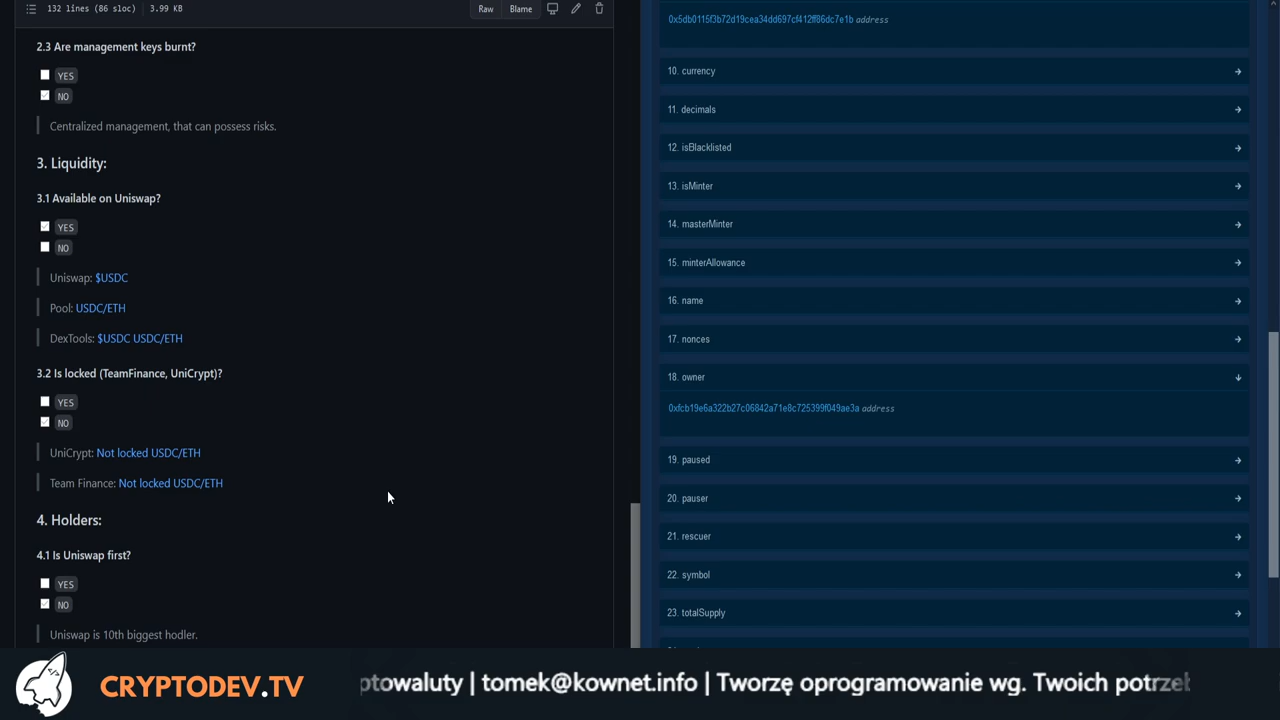 132 lines (86 sloc) | 3.99 KB
Raw
Blame
2.3 Are management keys burnt?
YES
NO
Centralized management, that can possess risks.
3. Liquidity:
3.1 Available on Uniswap?
YES
NO
Uniswap: $USDC
Pool: USDC/ETH
DexTools: $USDC USDC/ETH
3.2 Is locked (TeamFinance, UniCrypt)?
YES
NO
UniCrypt: Not locked USDC/ETH
Team Finance: Not locked USDC/ETH
4. Holders:
4.1 Is Uniswap first?
YES
NO
Uniswap is 10th biggest hodler.
0x5db0115f3b72d19cea34dd697cf412ff86dc7e1b address
10. currency
11. decimals
12. isBlacklisted
13. isMinter
14. masterMinter
15. minterAllowance
16. name
17. nonces
18. owner
0xfcb19e6a322b27c06842a71e8c725399f049ae3a address
19. paused
20. pauser
21. rescuer
22. symbol
23. totalSupply
CRYPTODEV.TV
ptowaluty | tomek@kownet.info | Tworzę oprogramowanie wg. Twoich potrzeb